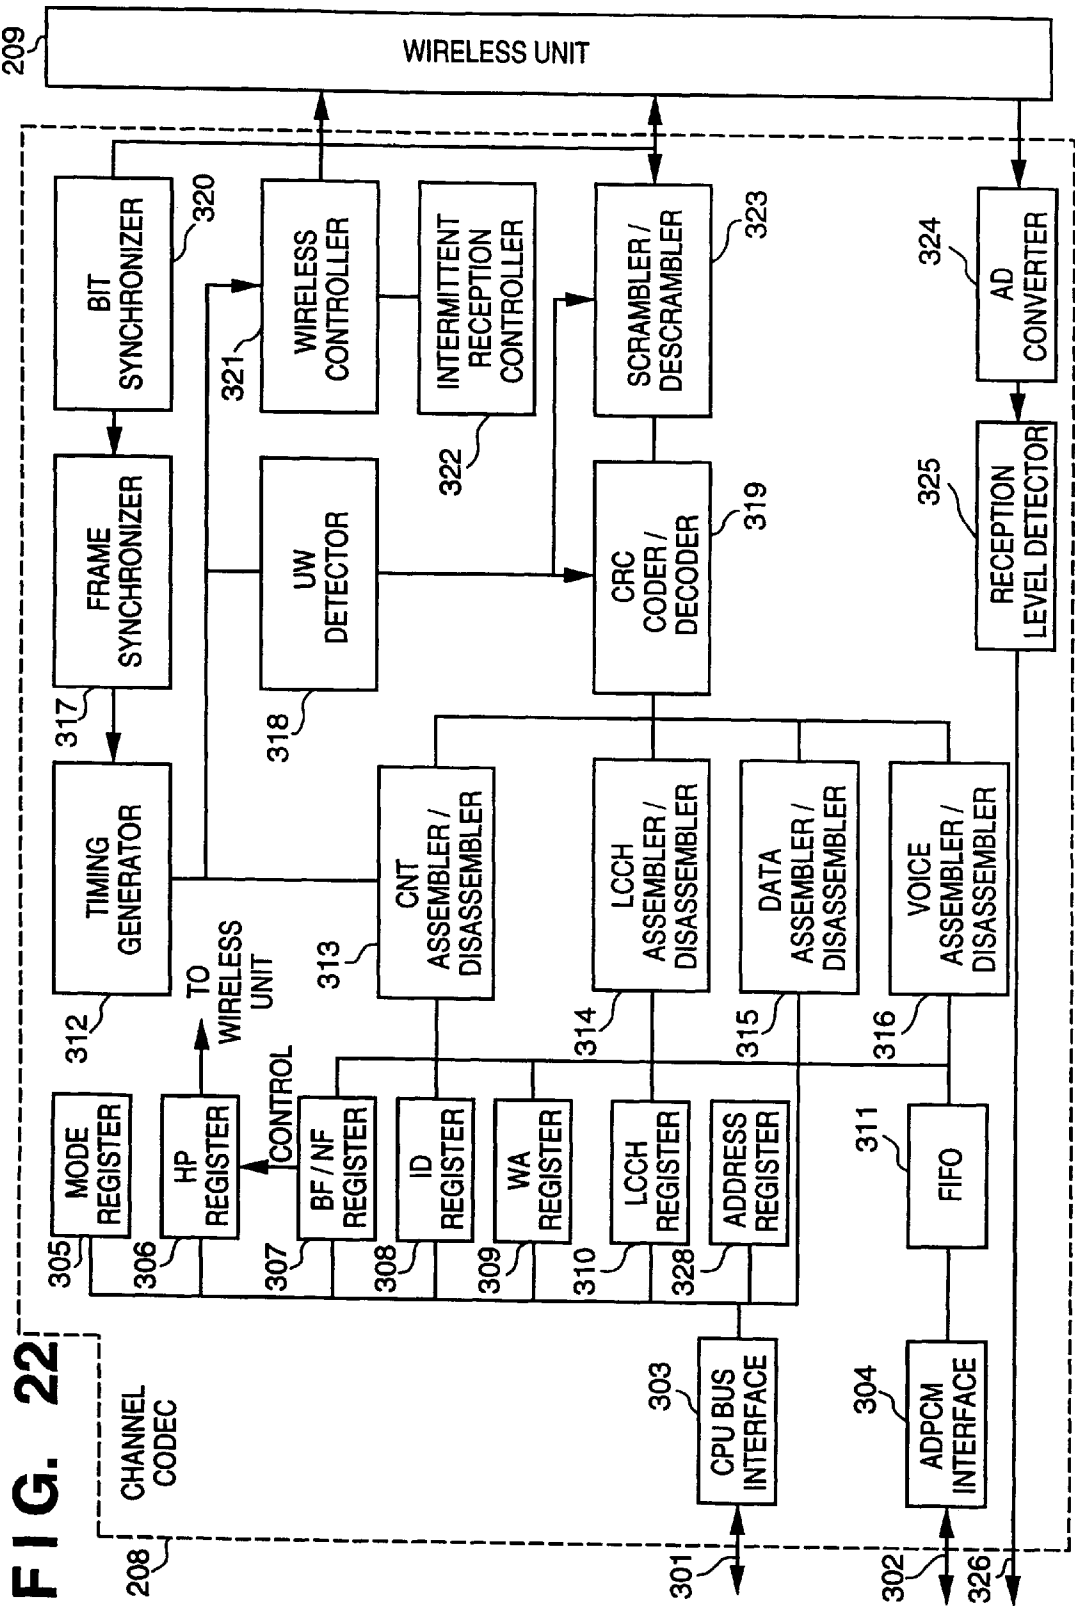 FIG. 22
CHANNEL
CODEC
208
209
WIRELESS UNIT
301
302
326
303
CPU BUS
INTERFACE
304
ADPCM
INTERFACE
305
MODE
REGISTER
306
HP
REGISTER
TO
WIRELESS
UNIT
CONTROL
307
BF / NF
REGISTER
308
ID
REGISTER
309
WA
REGISTER
310
LCCH
REGISTER
328
ADDRESS
REGISTER
311
FIFO
312
TIMING
GENERATOR
313
CNT
ASSEMBLER /
DISASSEMBLER
314
LCCH
ASSEMBLER /
DISASSEMBLER
315
DATA
ASSEMBLER /
DISASSEMBLER
316
VOICE
ASSEMBLER /
DISASSEMBLER
317
FRAME
SYNCHRONIZER
318
UW
DETECTOR
319
CRC
CODER /
DECODER
325
RECEPTION
LEVEL DETECTOR
BIT
SYNCHRONIZER
320
321
WIRELESS
CONTROLLER
322
INTERMITTENT
RECEPTION
CONTROLLER
SCRAMBLER /
DESCRAMBLER
323
324
AD
CONVERTER